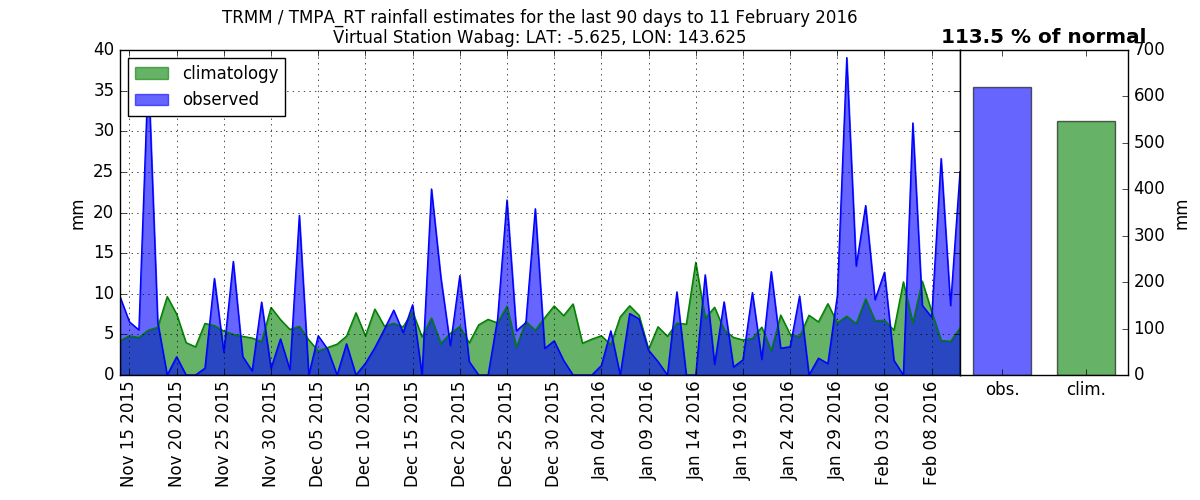 TRMM / TMPA_RT rainfall estimates for the last 90 days to 11 February 2016
Virtual Station Wabag: LAT: -5.625, LON: 143.625
113.5 % of normal
climatology
observed
40
35
30
25
20
15
10
5
0
mm
Nov 15 2015
Nov 20 2015
Nov 25 2015
Nov 30 2015
Dec 05 2015
Dec 10 2015
Dec 15 2015
Dec 20 2015
Dec 25 2015
Dec 30 2015
Jan 04 2016
Jan 09 2016
Jan 14 2016
Jan 19 2016
Jan 24 2016
Jan 29 2016
Feb 03 2016
Feb 08 2016
obs.
clim.
700
600
500
400
300
200
100
0
mm